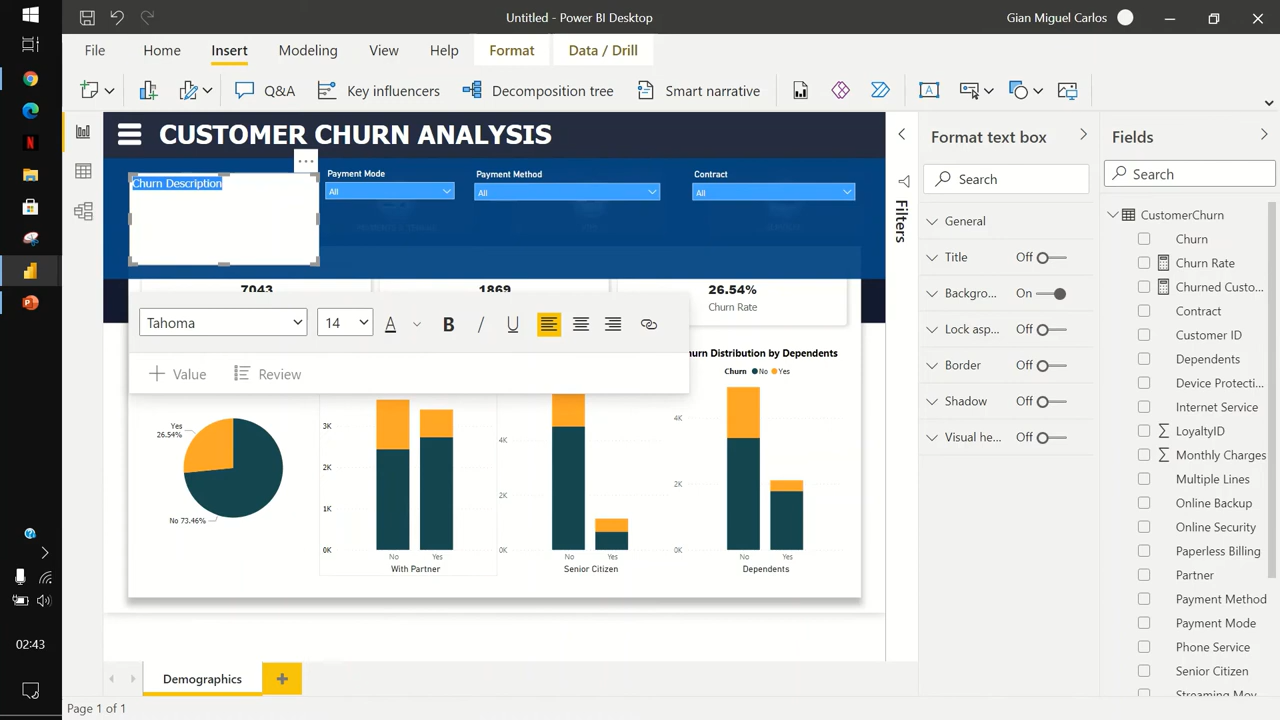 Untitled - Power BI Desktop
Gian Miguel Carlos
File Home Insert Modeling View Help Format Data / Drill
Q&A Key influencers Decomposition tree Smart narrative
CUSTOMER CHURN ANALYSIS
Churn Description
Payment Mode Payment Method Contract
All All All
7043 1869 26.54%
Churn Rate
Tahoma 14 A B I U
Value Review
urn Distribution by Dependents
Churn No Yes
Yes
26.54%
No 73.46%
3K
2K
1K
0K
No Yes
With Partner
4K
2K
0K
No Yes
Senior Citizen
4K
2K
0K
No Yes
Dependents
Filters
Format text box
Search
General
Title Off
Backgro... On
Lock asp... Off
Border Off
Shadow Off
Visual he... Off
Fields
Search
CustomerChurn
Churn
Churn Rate
Churned Custo...
Contract
Customer ID
Dependents
Device Protecti...
Internet Service
LoyaltyID
Monthly Charges
Multiple Lines
Online Backup
Online Security
Paperless Billing
Partner
Payment Method
Payment Mode
Phone Service
Senior Citizen
Streaming Mov
02:43
Demographics
Page 1 of 1